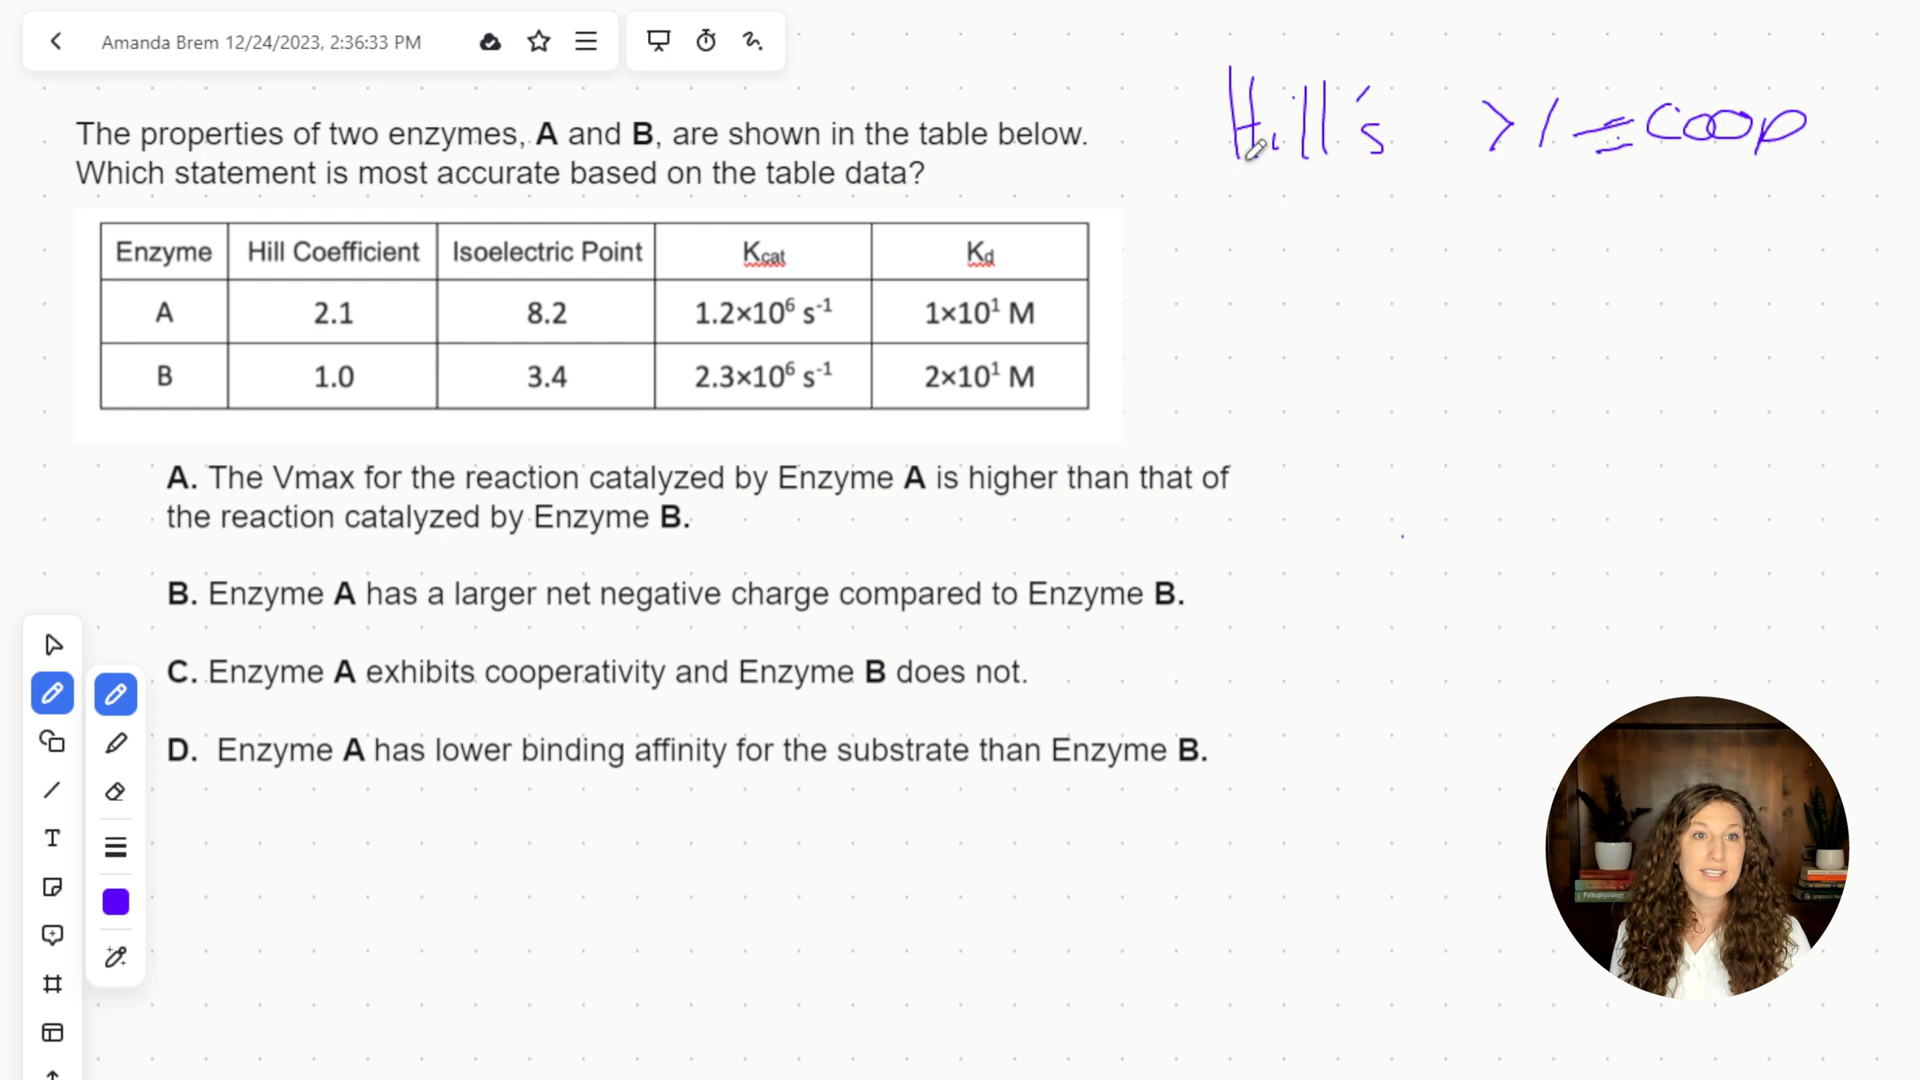 Amanda Brem 12/24/2023, 2:36:33 PM
Hill's >1 = coop
The properties of two enzymes, A and B, are shown in the table below.
Which statement is most accurate based on the table data?
Enzyme Hill Coefficient Isoelectric Point Kcat Kd
A 2.1 8.2 1.2×10⁶ s⁻¹ 1×10¹ M
B 1.0 3.4 2.3×10⁶ s⁻¹ 2×10¹ M
A. The Vmax for the reaction catalyzed by Enzyme A is higher than that of
the reaction catalyzed by Enzyme B.
B. Enzyme A has a larger net negative charge compared to Enzyme B.
C. Enzyme A exhibits cooperativity and Enzyme B does not.
D. Enzyme A has lower binding affinity for the substrate than Enzyme B.
T